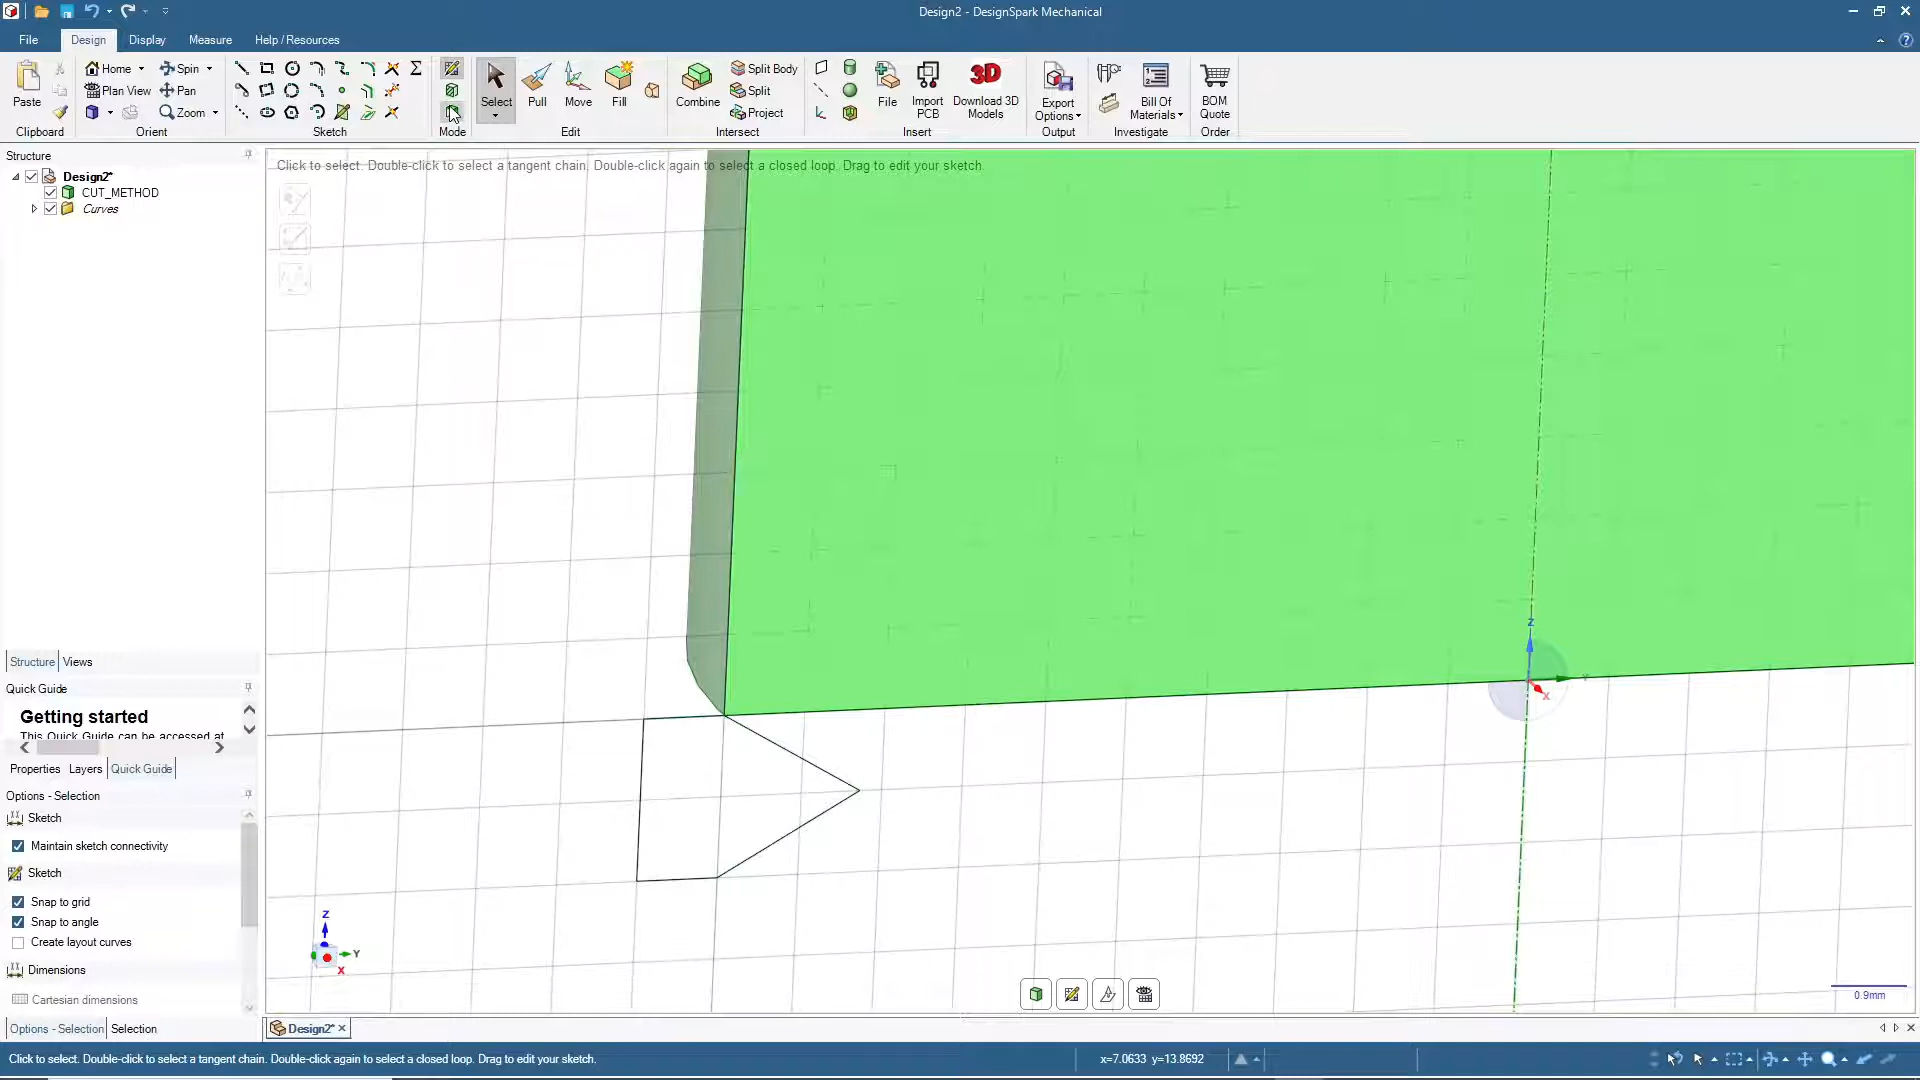 Design2 - DesignSpark Mechanical
File Design Display Measure Help / Resources
Paste
Home Spin
Plan View Pan
Zoom
Select Pull Move Fill
Combine
Split Body
Split
Project
File Import PCB Download 3D Models
Export Options
Bill Of Materials
BOM Quote
Clipboard Orient Sketch Mode Edit Intersect Insert Output Investigate Order
Structure
Design2*
CUT_METHOD
Curves
Click to select. Double-click to select a tangent chain. Double-click again to select a closed loop. Drag to edit your sketch.
Z
Y
X
Structure Views
Quick Guide
Getting started
This Quick Guide can be accessed at
Properties Layers Quick Guide
Options - Selection
Sketch
Maintain sketch connectivity
Sketch
Snap to grid
Snap to angle
Create layout curves
Dimensions
Cartesian dimensions
Z
Y
X
0.9mm
Options - Selection Selection
Design2*
Click to select. Double-click to select a tangent chain. Double-click again to select a closed loop. Drag to edit your sketch.
x=7.0633 y=13.8692